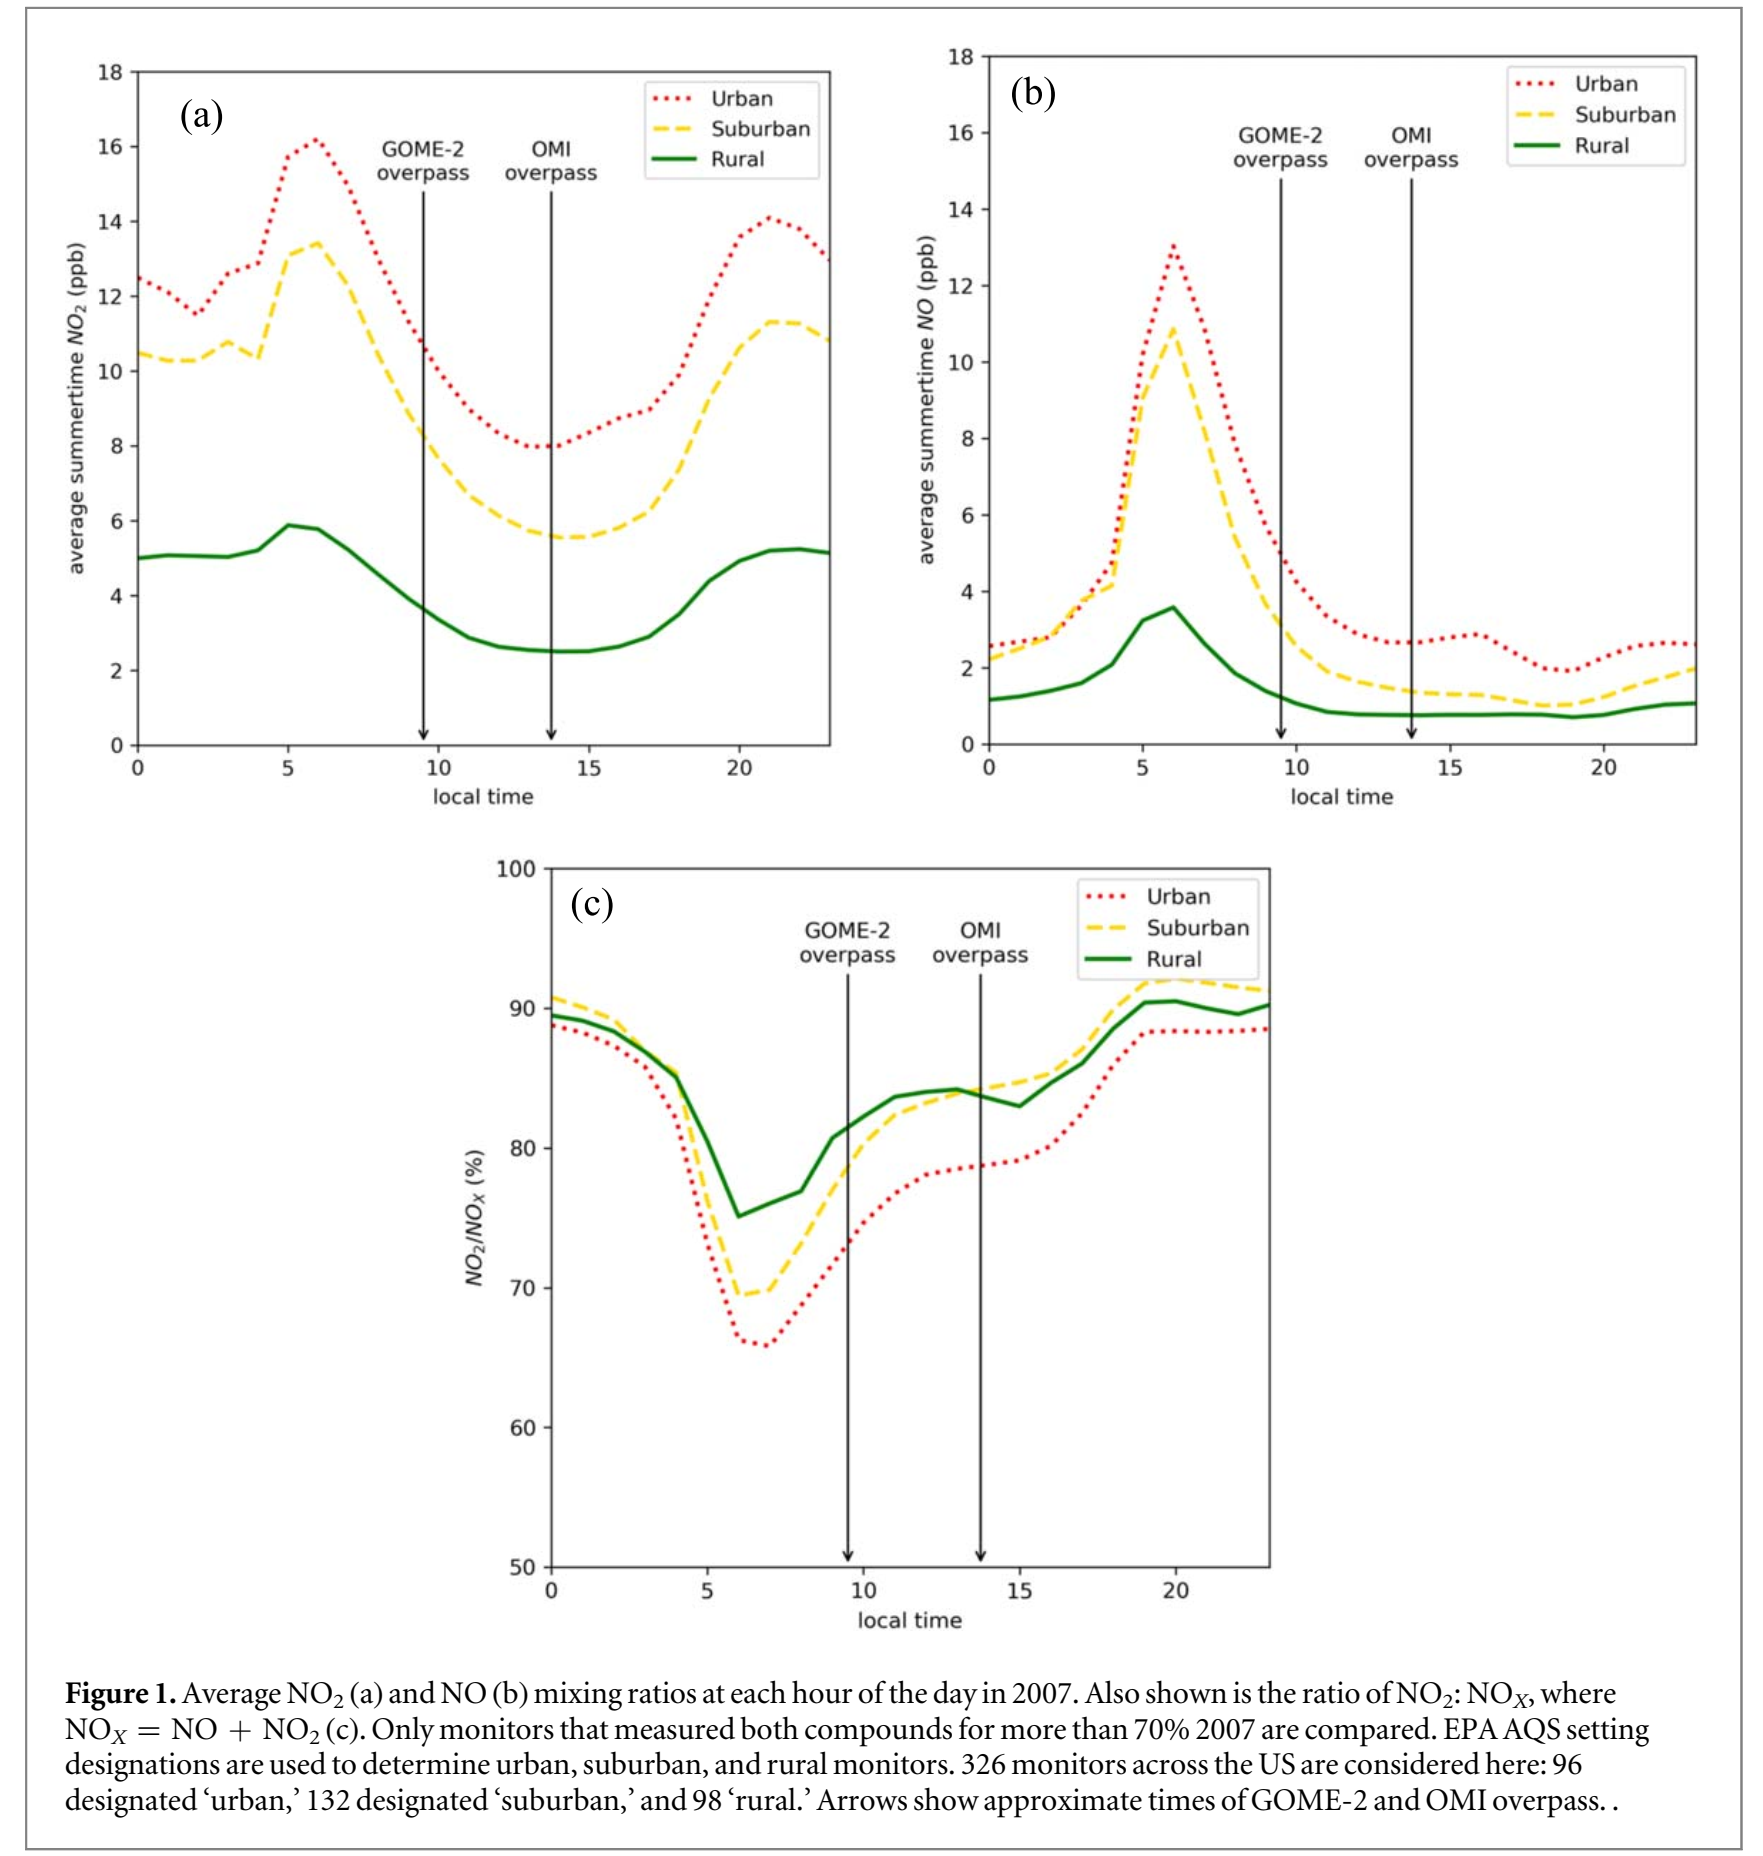 (a)
18
16
14
12
10
8
6
4
2
0
average summertime NO₂ (ppb)
GOME-2
overpass
OMI
overpass
Urban
Suburban
Rural
0 5 10 15 20
local time
(b)
18
16
14
12
10
8
6
4
2
0
average summertime NO (ppb)
GOME-2
overpass
OMI
overpass
Urban
Suburban
Rural
0 5 10 15 20
local time
(c)
100
90
80
70
60
50
NO₂/NOₓ (%)
GOME-2
overpass
OMI
overpass
Urban
Suburban
Rural
0 5 10 15 20
local time
Figure 1. Average NO₂ (a) and NO (b) mixing ratios at each hour of the day in 2007. Also shown is the ratio of NO₂: NOₓ, where
NOₓ = NO + NO₂ (c). Only monitors that measured both compounds for more than 70% 2007 are compared. EPA AQS setting
designations are used to determine urban, suburban, and rural monitors. 326 monitors across the US are considered here: 96
designated ‘urban,’ 132 designated ‘suburban,’ and 98 ‘rural.’ Arrows show approximate times of GOME-2 and OMI overpass. .